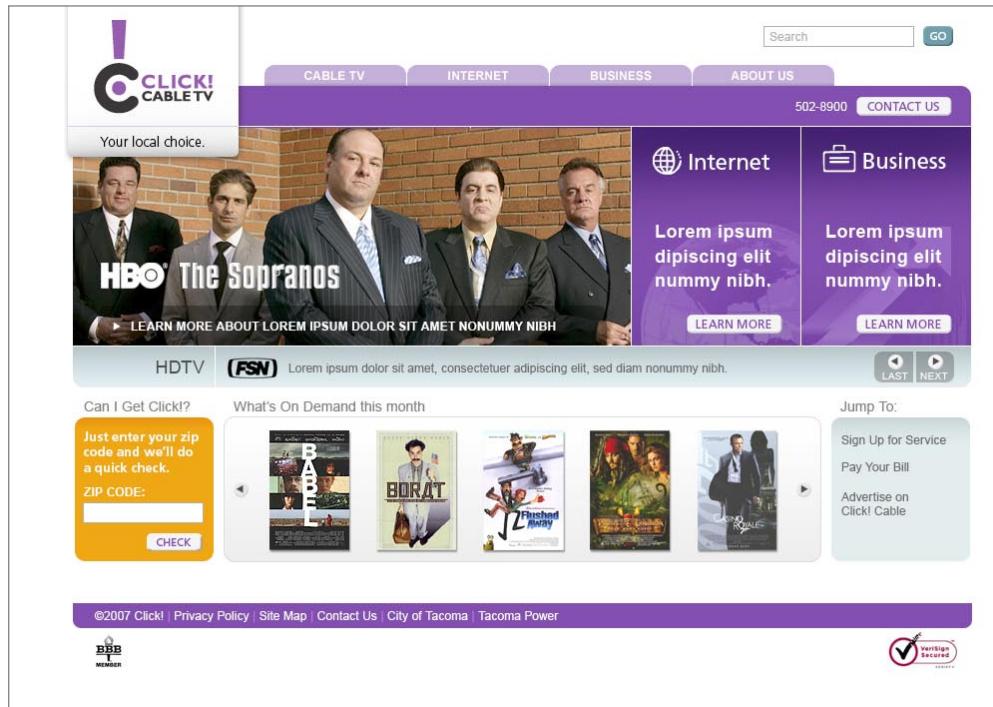 Search
GO
CLICK!
CABLE TV
Your local choice.
CABLE TV
INTERNET
BUSINESS
ABOUT US
502-8900
CONTACT US
HBO The Sopranos
LEARN MORE ABOUT LOREM IPSUM DOLOR SIT AMET NONUMMY NIBH
Internet
Lorem ipsum
dipiscing elit
nummy nibh.
LEARN MORE
Business
Lorem ipsum
dipiscing elit
nummy nibh.
LEARN MORE
HDTV
FSN
Lorem ipsum dolor sit amet, consectetuer adipiscing elit, sed diam nonummy nibh.
LAST
NEXT
Can I Get Click!?
Just enter your zip
code and we'll do
a quick check.
ZIP CODE:
CHECK
What's On Demand this month
BABEL
BORAT
Flushed
Away
CASINO
ROYALE
Jump To:
Sign Up for Service
Pay Your Bill
Advertise on
Click! Cable
©2007 Click! | Privacy Policy | Site Map | Contact Us | City of Tacoma | Tacoma Power
BBB
MEMBER
VeriSign
Secured